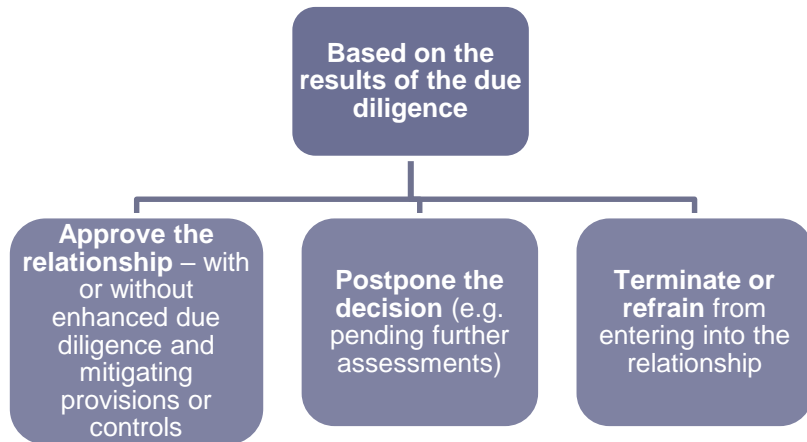 Based on the
results of the due
diligence
Approve the
relationship – with
or without
enhanced due
diligence and
mitigating
provisions or
controls
Postpone the
decision (e.g.
pending further
assessments)
Terminate or
refrain from
entering into the
relationship